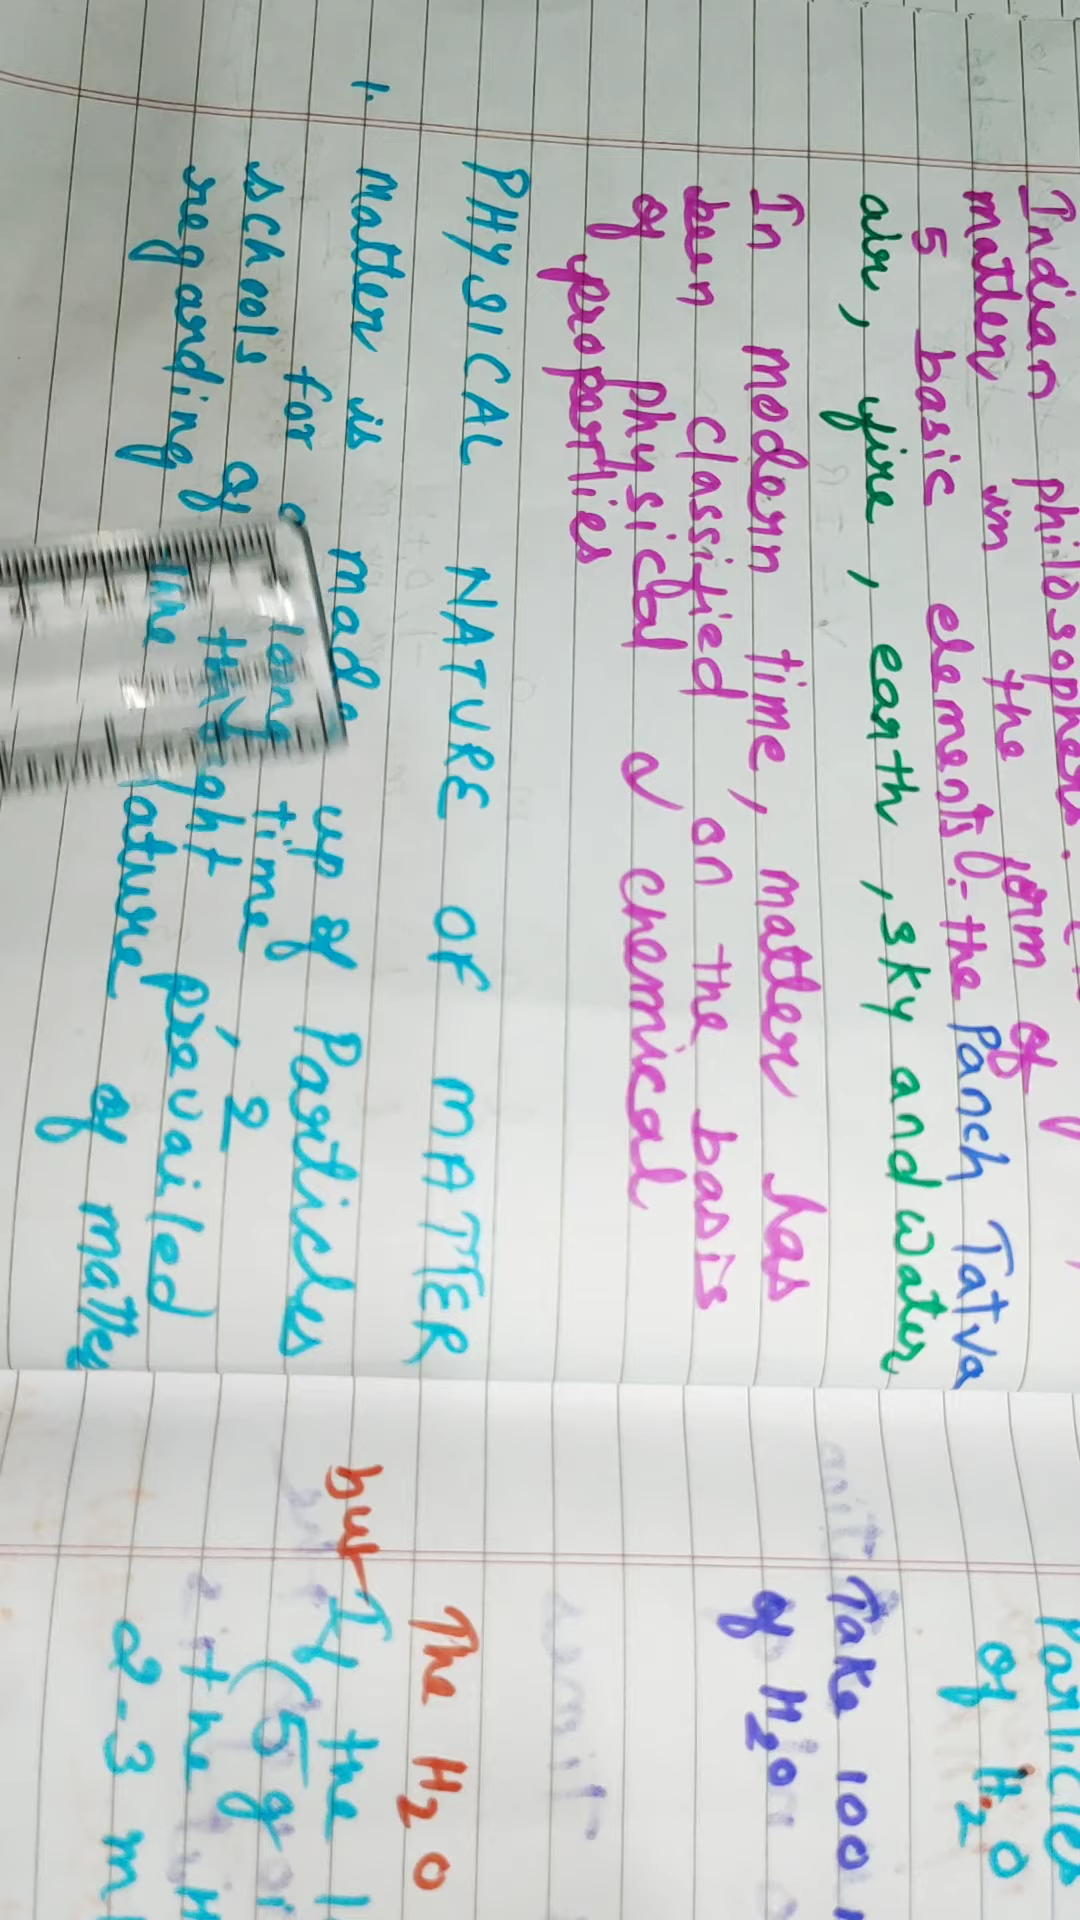 Indian philosophers
matter in the form of
5 basic elements :- the Panch Tatva
air, fire, earth, sky and water
In modern time, matter has
been classified on the basis
of physical & chemical
properties
PHYSICAL NATURE OF MATTER
1. Matter is made up of Particles
schools for long time, 2
regarding of thought prevailed
the nature of matter
Particles
of H2O
Take 100
of H2O
The H2O
but If the
(5g
the
2-3 m